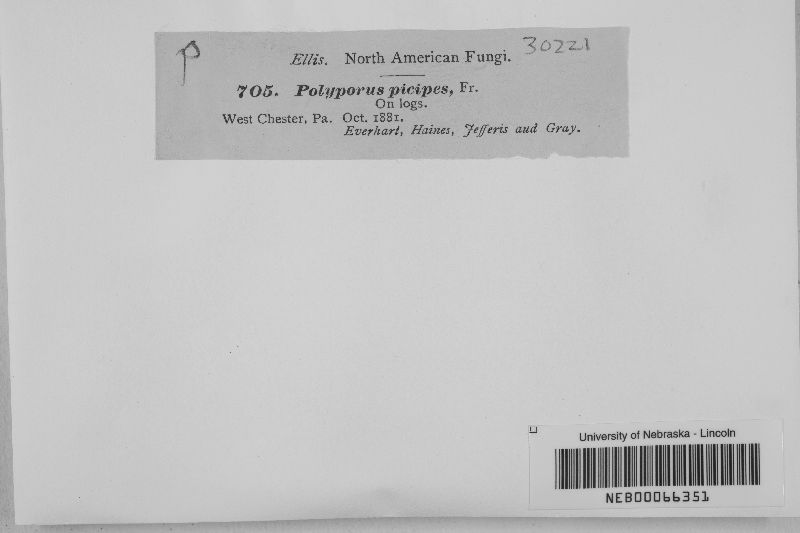 p
Ellis. North American Fungi. 30221
705. Polyporus picipes, Fr.
On logs.
West Chester, Pa. Oct. 1881.
Everhart, Haines, Jefferis aud Gray.
University of Nebraska - Lincoln
NEB00066351